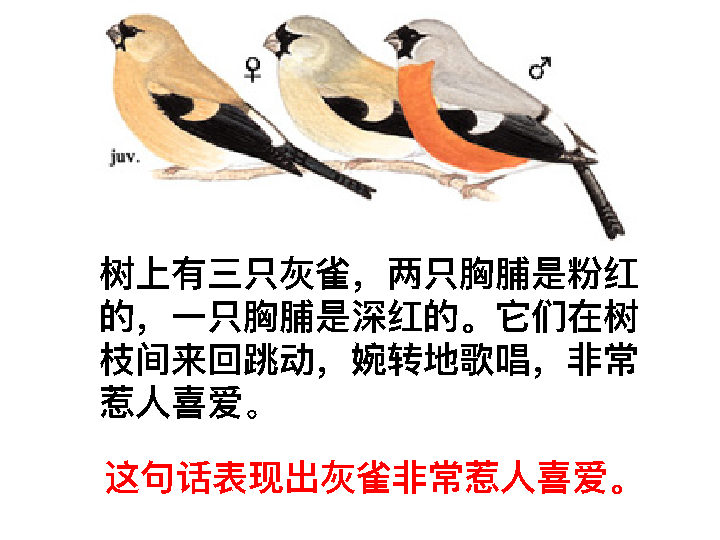 ♀
♂
juv.
树上有三只灰雀，两只胸脯是粉红
的，一只胸脯是深红的。它们在树
枝间来回跳动，婉转地歌唱，非常
惹人喜爱。
这句话表现出灰雀非常惹人喜爱。